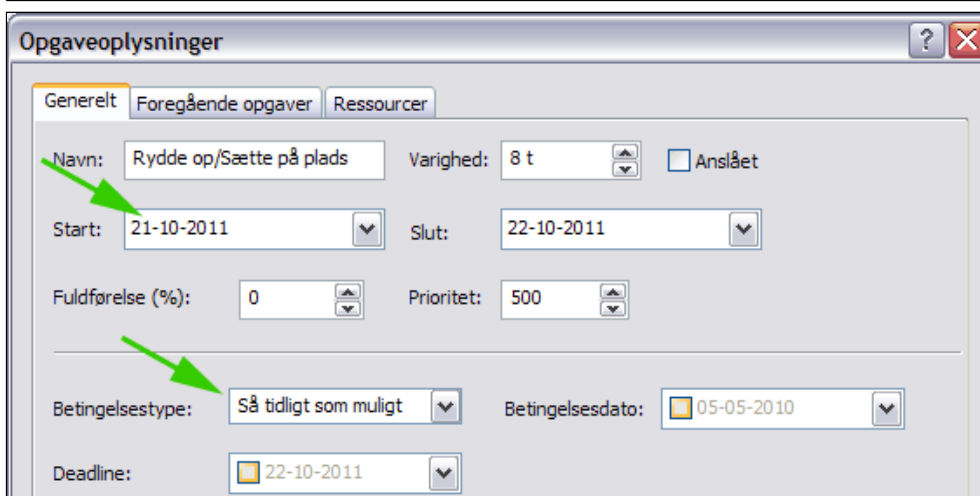 Opgaveoplysninger
?
Generelt Foregående opgaver Ressourcer
Navn: Rydde op/Sætte på plads Varighed: 8 t Anslået
Start: 21-10-2011 Slut: 22-10-2011
Fuldførelse (%): 0 Prioritet: 500
Betingelsestype: Så tidligt som muligt Betingelsesdato: 05-05-2010
Deadline: 22-10-2011